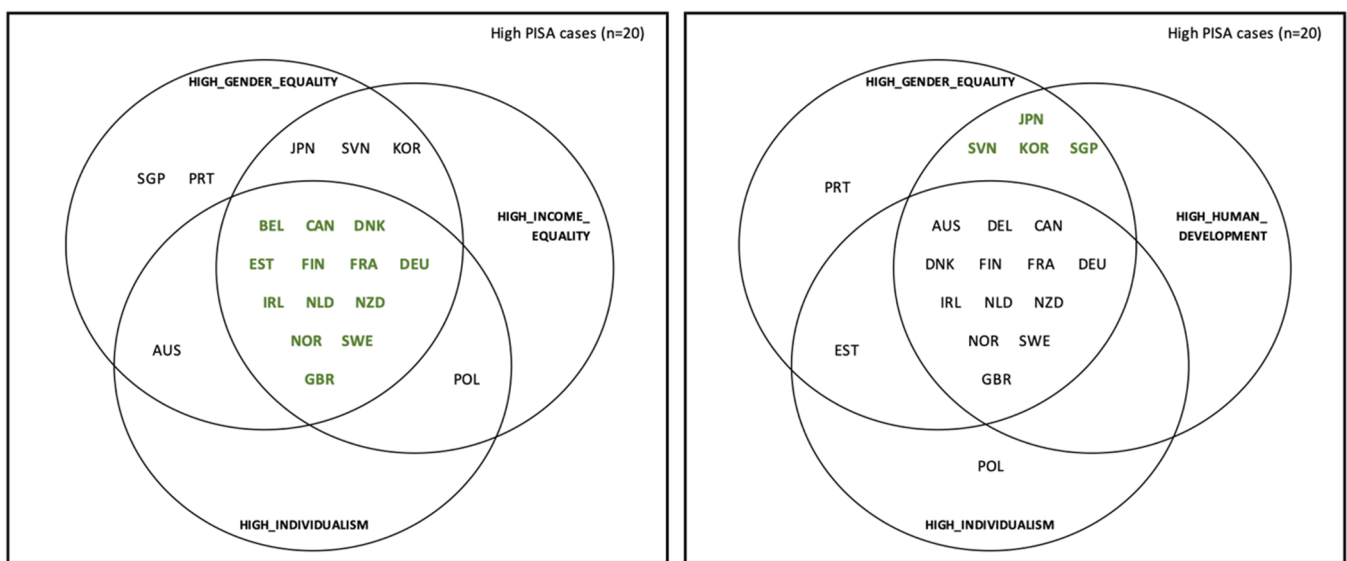 High PISA cases (n=20)
HIGH_GENDER_EQUALITY
JPN SVN KOR
SGP PRT
HIGH_INCOME_
EQUALITY
BEL CAN DNK
EST FIN FRA DEU
IRL NLD NZD
NOR SWE
AUS
GBR
POL
HIGH_INDIVIDUALISM
High PISA cases (n=20)
HIGH_GENDER_EQUALITY
JPN
SVN KOR SGP
PRT
HIGH_HUMAN_
DEVELOPMENT
AUS DEL CAN
DNK FIN FRA DEU
IRL NLD NZD
NOR SWE
EST
GBR
POL
HIGH_INDIVIDUALISM